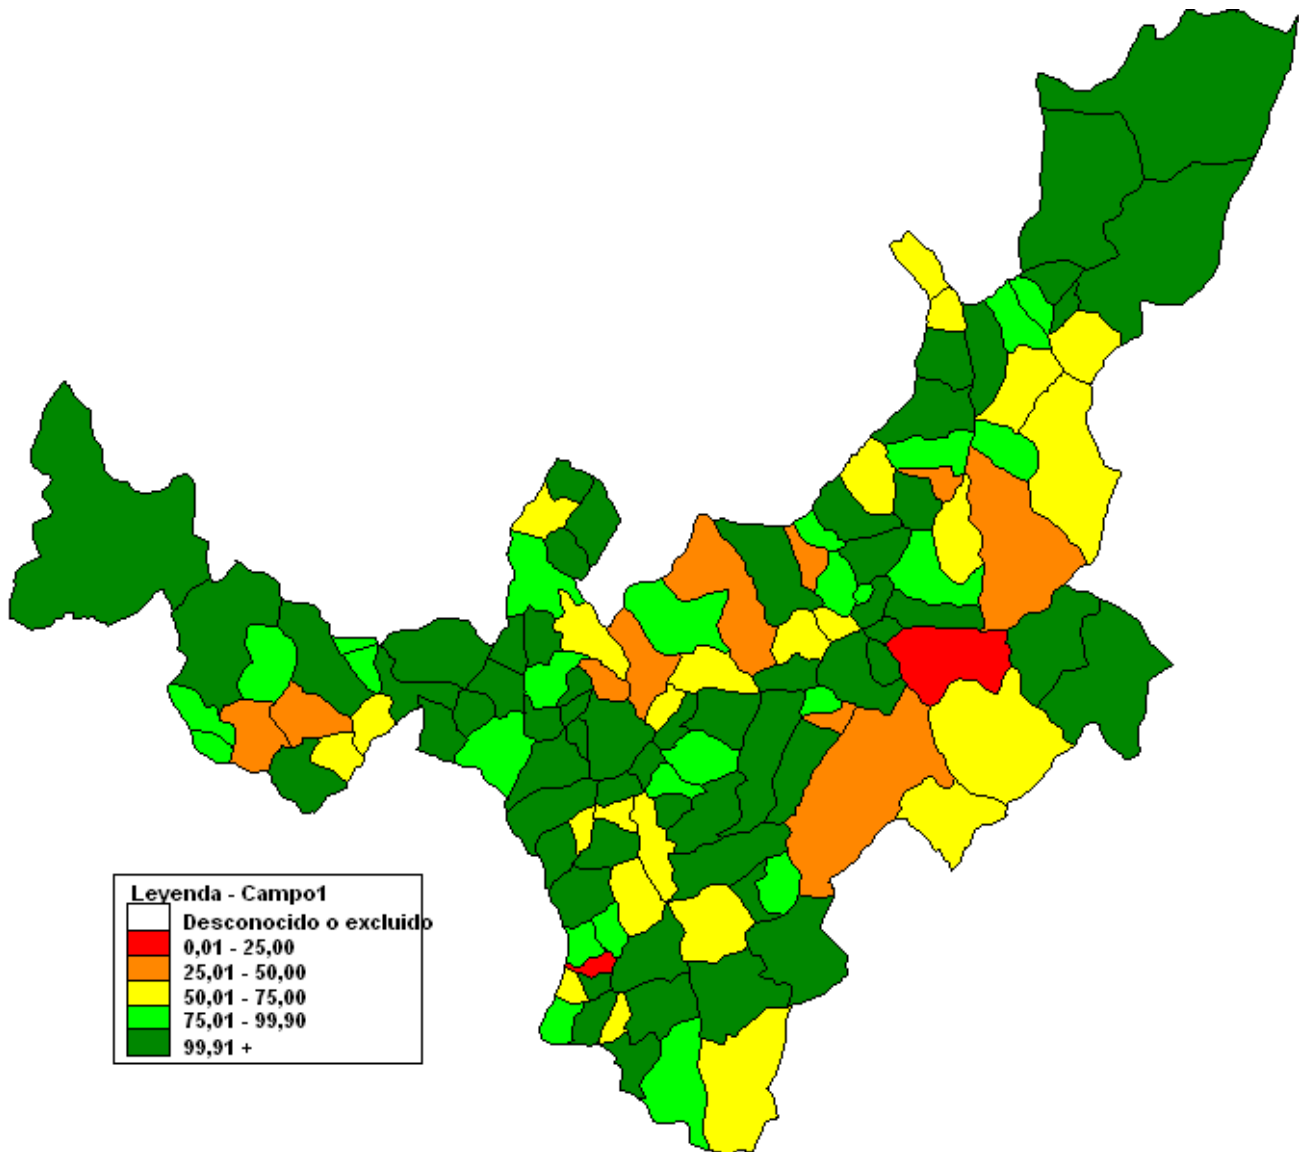 Leyenda - Campo1
Desconocido o excluido
0,01 - 25,00
25,01 - 50,00
50,01 - 75,00
75,01 - 99,90
99,91 +